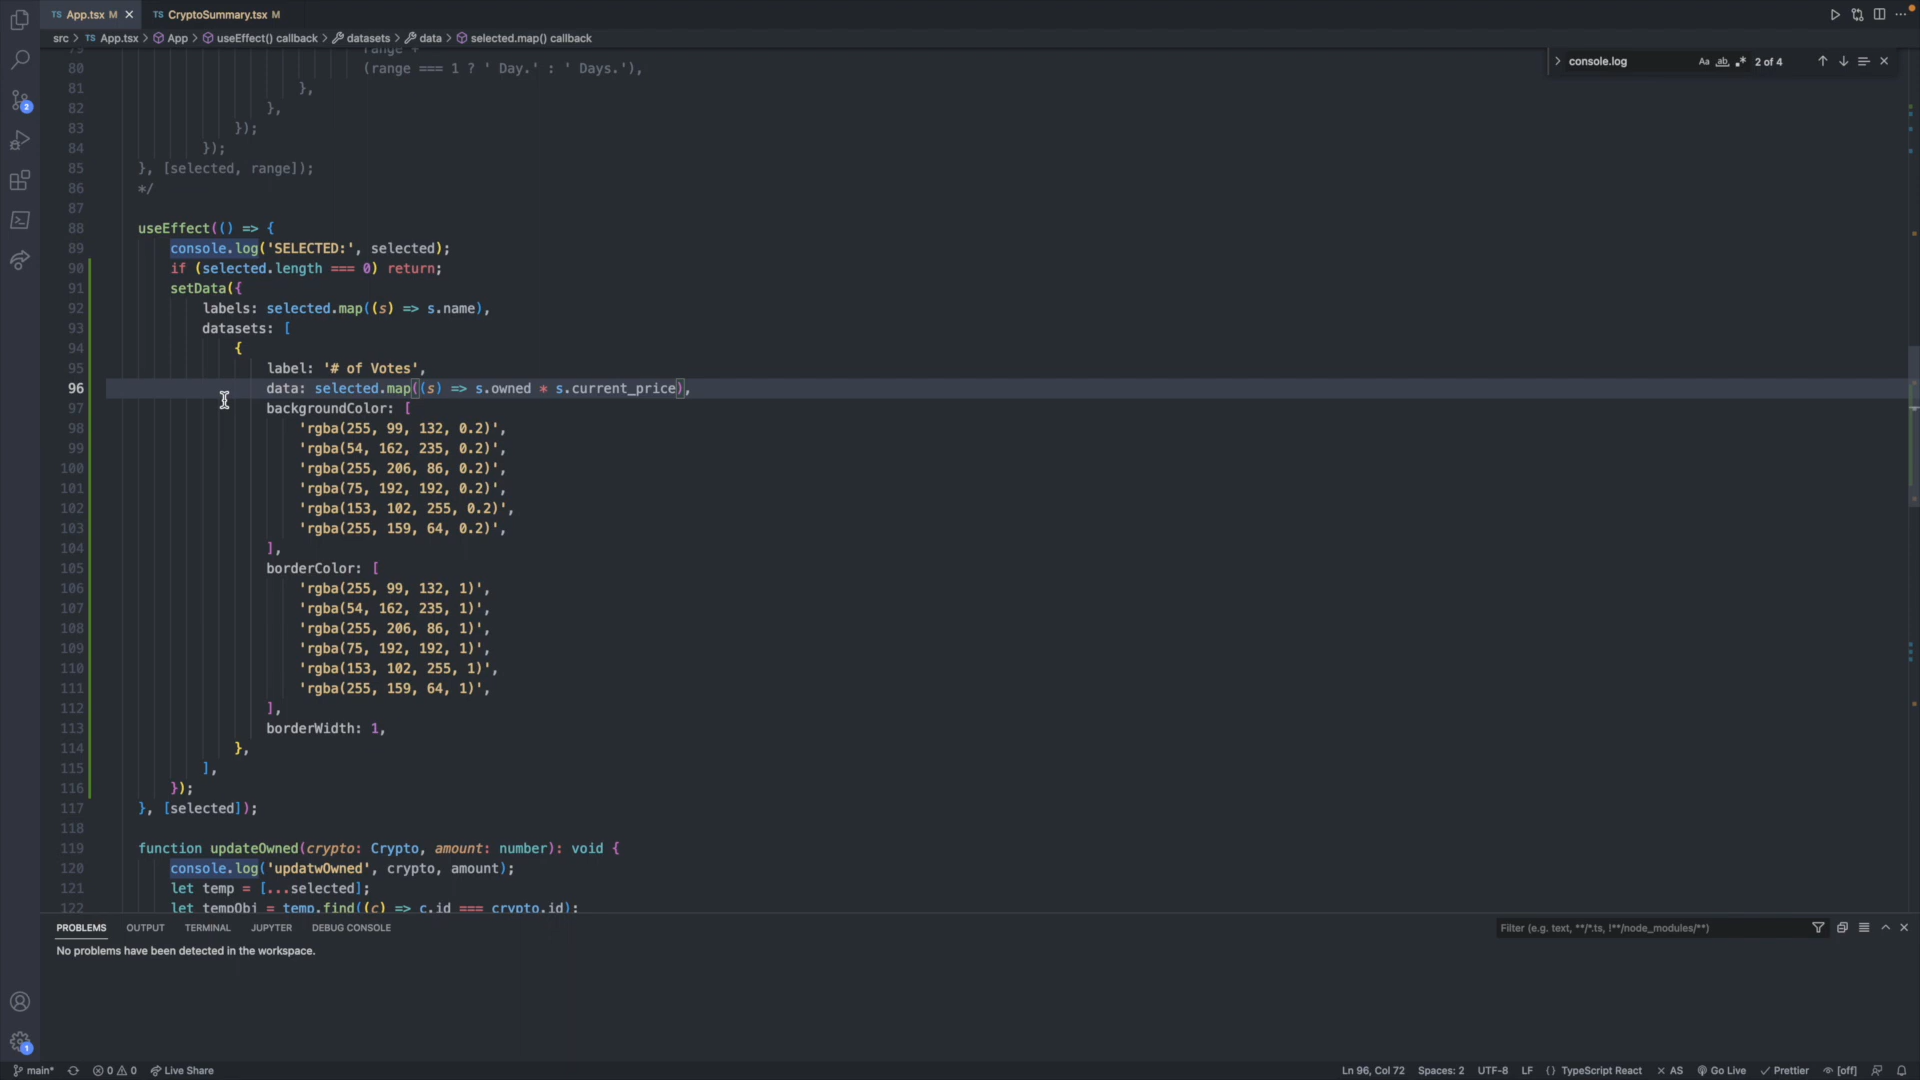 App.tsx M
CryptoSummary.tsx M
src > App.tsx > App > useEffect() callback > datasets > data > selected.map() callback
console.log
Aa ab .* 2 of 4
range +
80 (range === 1 ? ' Day.' : ' Days.'),
81 },
82 },
83 });
84 });
85 }, [selected, range]);
86 */
87
88 useEffect(() => {
89 console.log('SELECTED:', selected);
90 if (selected.length === 0) return;
91 setData({
92 labels: selected.map((s) => s.name),
93 datasets: [
94 {
95 label: '# of Votes',
96 data: selected.map((s) => s.owned * s.current_price),
97 backgroundColor: [
98 'rgba(255, 99, 132, 0.2)',
99 'rgba(54, 162, 235, 0.2)',
100 'rgba(255, 206, 86, 0.2)',
101 'rgba(75, 192, 192, 0.2)',
102 'rgba(153, 102, 255, 0.2)',
103 'rgba(255, 159, 64, 0.2)',
104 ],
105 borderColor: [
106 'rgba(255, 99, 132, 1)',
107 'rgba(54, 162, 235, 1)',
108 'rgba(255, 206, 86, 1)',
109 'rgba(75, 192, 192, 1)',
110 'rgba(153, 102, 255, 1)',
111 'rgba(255, 159, 64, 1)',
112 ],
113 borderWidth: 1,
114 },
115 ],
116 });
117 }, [selected]);
118
119 function updateOwned(crypto: Crypto, amount: number): void {
120 console.log('updatwOwned', crypto, amount);
121 let temp = [...selected];
122 let tempObj = temp.find((c) => c.id === crypto.id);
PROBLEMS OUTPUT TERMINAL JUPYTER DEBUG CONSOLE
Filter (e.g. text, **/*.ts, !**/node_modules/**)
No problems have been detected in the workspace.
main* 0 0 Live Share
Ln 96, Col 72 Spaces: 2 UTF-8 LF {} TypeScript React AS Go Live Prettier [off]